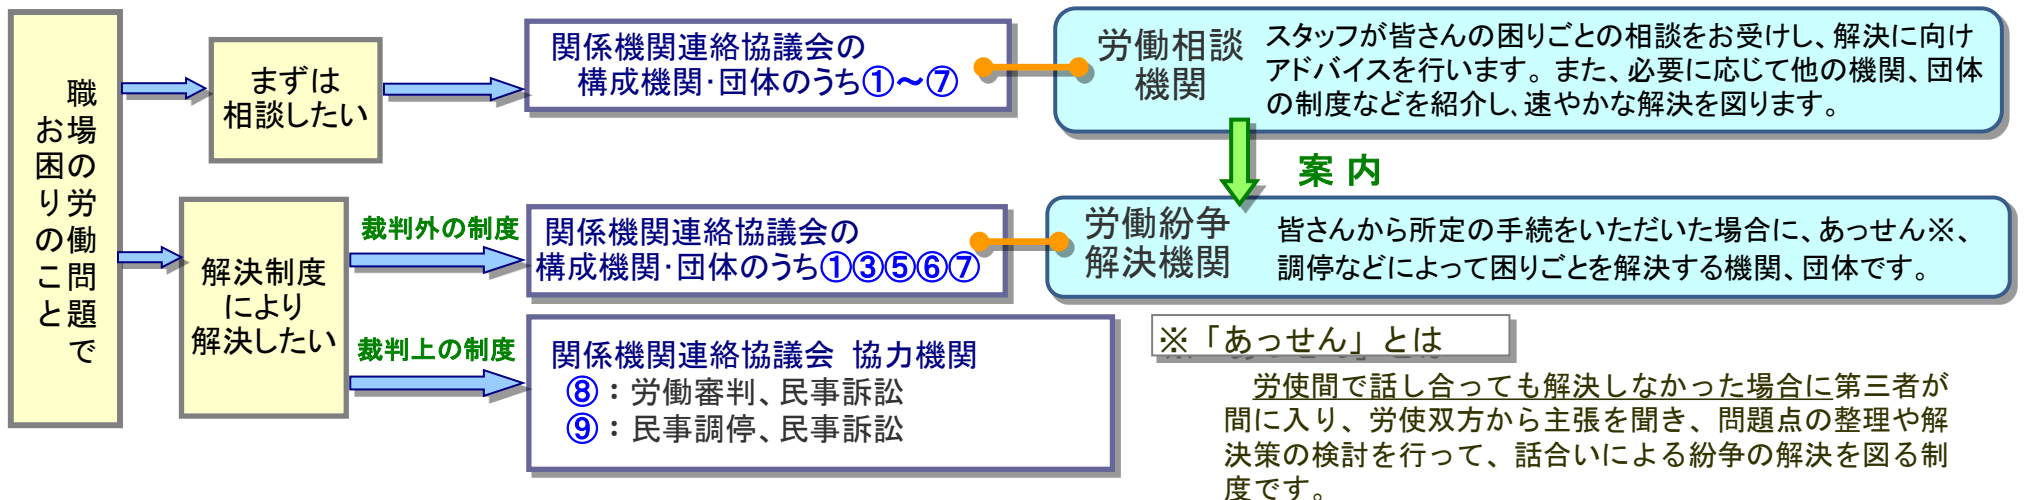 職場の労働問題で
お困りのこと
まずは
相談したい
関係機関連絡協議会の
構成機関・団体のうち①～⑦
労働相談
機関
スタッフが皆さんの困りごとの相談をお受けし、解決に向け
アドバイスを行います。また、必要に応じて他の機関、団体
の制度などを紹介し、速やかな解決を図ります。
案内
解決制度
により
解決したい
裁判外の制度
関係機関連絡協議会の
構成機関・団体のうち①③⑤⑥⑦
労働紛争
解決機関
皆さんから所定の手続をいただいた場合に、あっせん※、
調停などによって困りごとを解決する機関、団体です。
裁判上の制度
関係機関連絡協議会 協力機関
⑧：労働審判、民事訴訟
⑨：民事調停、民事訴訟
※「あっせん」とは
労使間で話し合っても解決しなかった場合に第三者が
間に入り、労使双方から主張を聞き、問題点の整理や解
決策の検討を行って、話合いによる紛争の解決を図る制
度です。